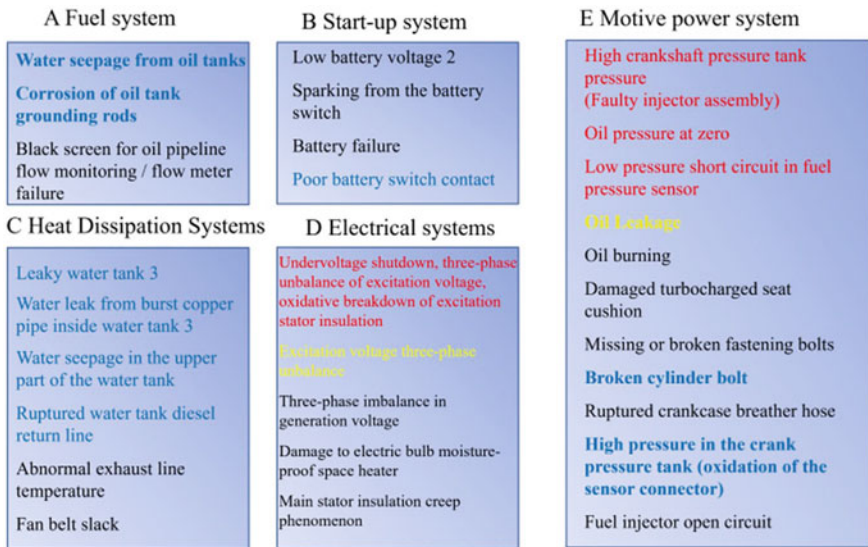 A Fuel system
Water seepage from oil tanks
Corrosion of oil tank
grounding rods
Black screen for oil pipeline
flow monitoring / flow meter
failure
B Start-up system
Low battery voltage 2
Sparking from the battery
switch
Battery failure
Poor battery switch contact
C Heat Dissipation Systems
Leaky water tank 3
Water leak from burst copper
pipe inside water tank 3
Water seepage in the upper
part of the water tank
Ruptured water tank diesel
return line
Abnormal exhaust line
temperature
Fan belt slack
D Electrical systems
Undervoltage shutdown, three-phase
unbalance of excitation voltage,
oxidative breakdown of excitation
stator insulation
Excitation voltage three-phase
unbalance
Three-phase imbalance in
generation voltage
Damage to electric bulb moisture-
proof space heater
Main stator insulation creep
phenomenon
E Motive power system
High crankshaft pressure tank
pressure
(Faulty injector assembly)
Oil pressure at zero
Low pressure short circuit in fuel
pressure sensor
Oil Leakage
Oil burning
Damaged turbocharged seat
cushion
Missing or broken fastening bolts
Broken cylinder bolt
Ruptured crankcase breather hose
High pressure in the crank
pressure tank (oxidation of the
sensor connector)
Fuel injector open circuit